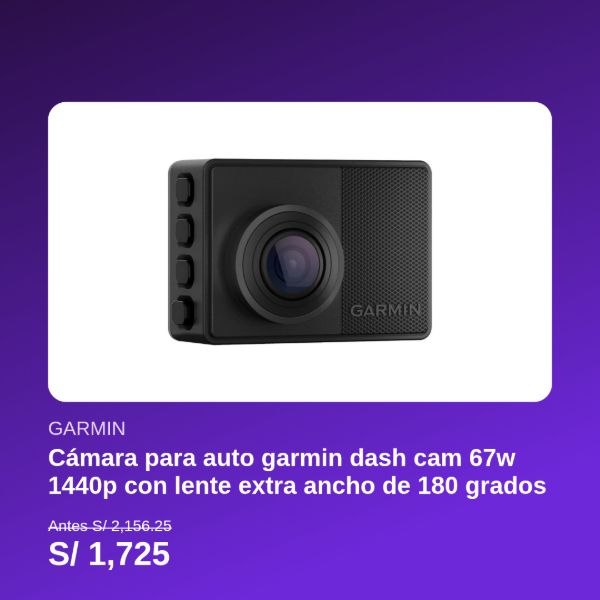 GARMIN
GARMIN
Cámara para auto garmin dash cam 67w
1440p con lente extra ancho de 180 grados
Antes S/ 2,156.25
S/ 1,725